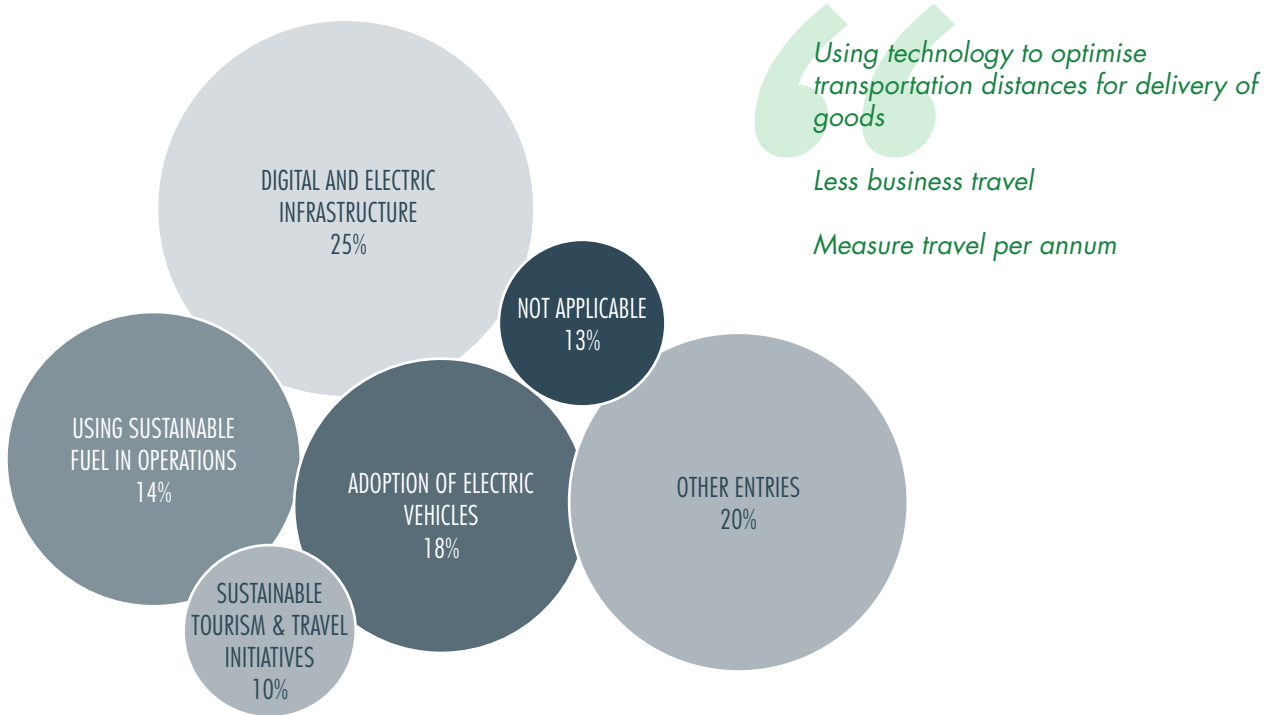 DIGITAL AND ELECTRIC
INFRASTRUCTURE
25%
NOT APPLICABLE
13%
USING SUSTAINABLE
FUEL IN OPERATIONS
14%
ADOPTION OF ELECTRIC
VEHICLES
18%
OTHER ENTRIES
20%
SUSTAINABLE
TOURISM & TRAVEL
INITIATIVES
10%
“
Using technology to optimise
transportation distances for delivery of
goods
Less business travel
Measure travel per annum